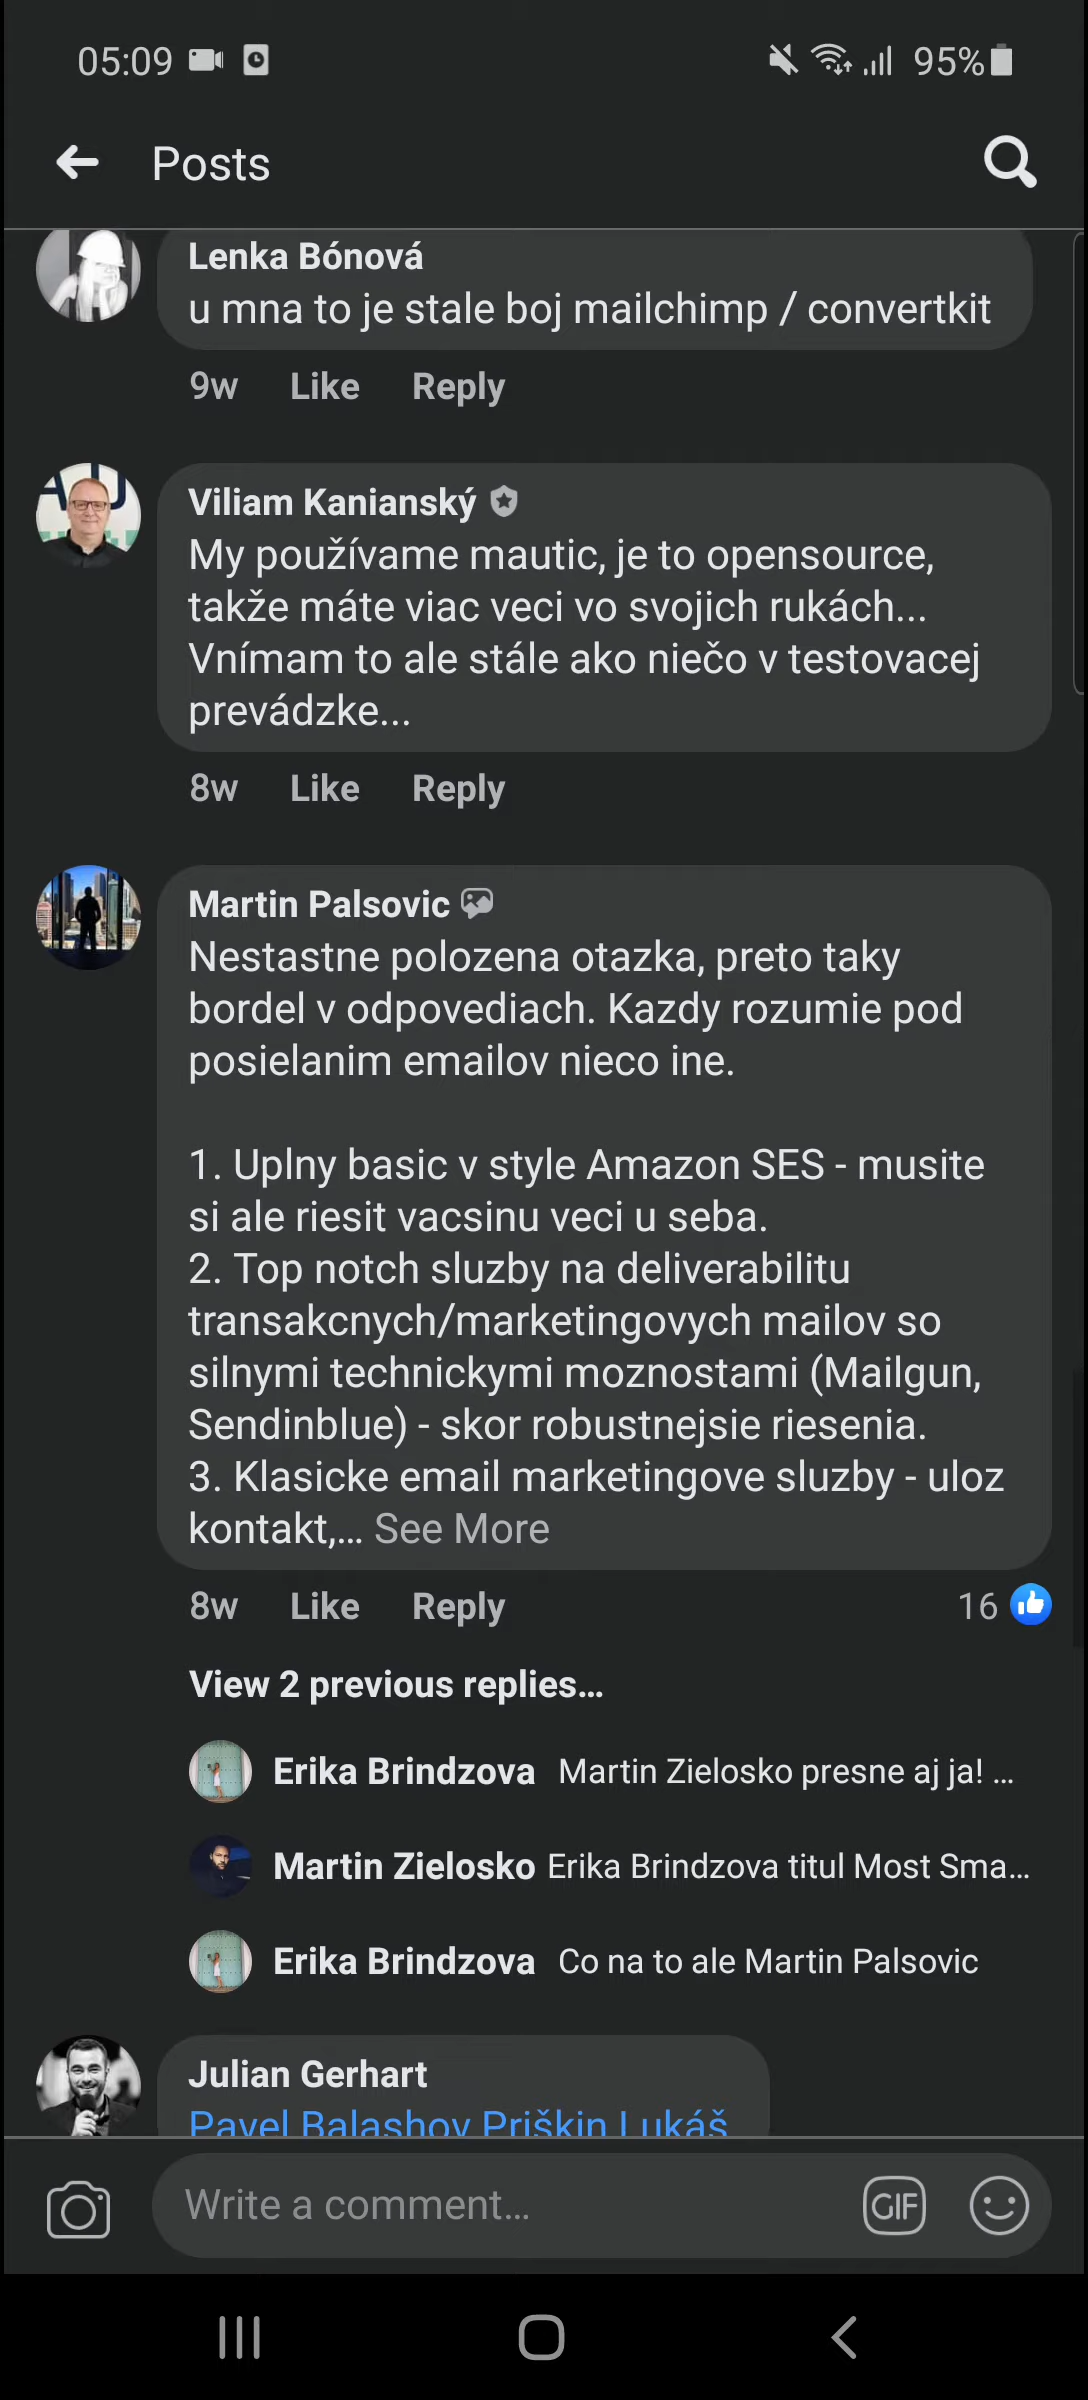 05:09
95%
Posts
Lenka Bónová
u mna to je stale boj mailchimp / convertkit
9w Like Reply
Viliam Kanianský
My používame mautic, je to opensource,
takže máte viac veci vo svojich rukách...
Vnímam to ale stále ako niečo v testovacej
prevádzke...
8w Like Reply
Martin Palsovic
Nestastne polozena otazka, preto taky
bordel v odpovediach. Kazdy rozumie pod
posielanim emailov nieco ine.
1. Uplny basic v style Amazon SES - musite
si ale riesit vacsinu veci u seba.
2. Top notch sluzby na deliverabilitu
transakcnych/marketingovych mailov so
silnymi technickymi moznostami (Mailgun,
Sendinblue) - skor robustnejsie riesenia.
3. Klasicke email marketingove sluzby - uloz
kontakt,... See More
8w Like Reply 16
View 2 previous replies...
Erika Brindzova Martin Zielosko presne aj ja! ...
Martin Zielosko Erika Brindzova titul Most Sma...
Erika Brindzova Co na to ale Martin Palsovic
Julian Gerhart
Pavel Balashov Priškin Lukáš
Write a comment...
GIF